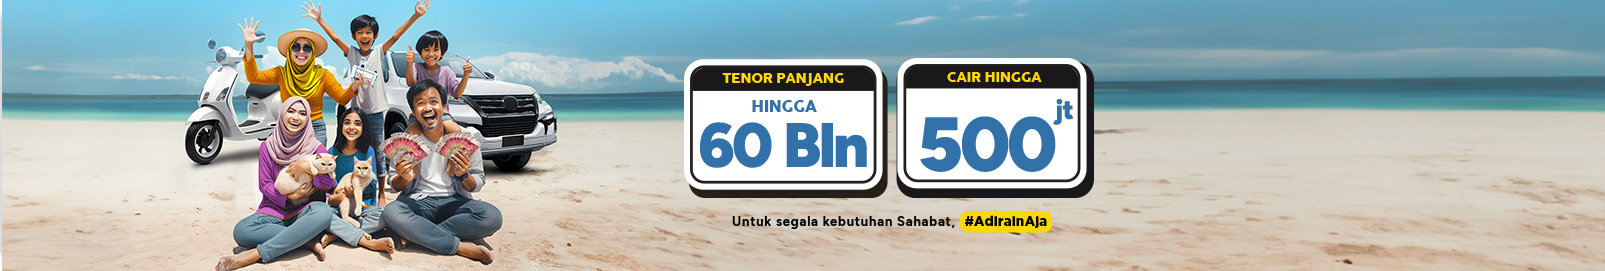 TENOR PANJANG
HINGGA
60 Bln
CAIR HINGGA
500 jt
Untuk segala kebutuhan Sahabat, #AdirainAja